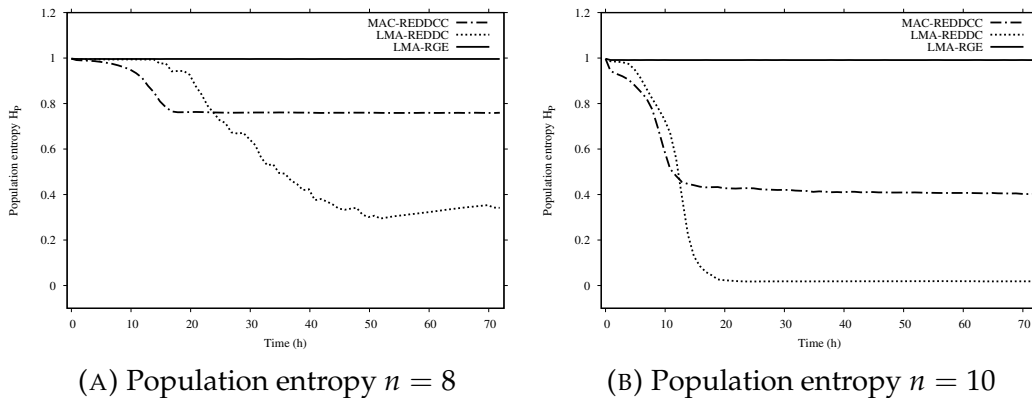 1.2
1
0.8
0.6
0.4
0.2
0
Population entropy Hp
MAC-REDDCC
LMA-REDDC
LMA-RGE
0 10 20 30 40 50 60 70
Time (h)
(A) Population entropy n = 8
1.2
1
0.8
0.6
0.4
0.2
0
Population entropy Hp
MAC-REDDCC
LMA-REDDC
LMA-RGE
0 10 20 30 40 50 60 70
Time (h)
(B) Population entropy n = 10